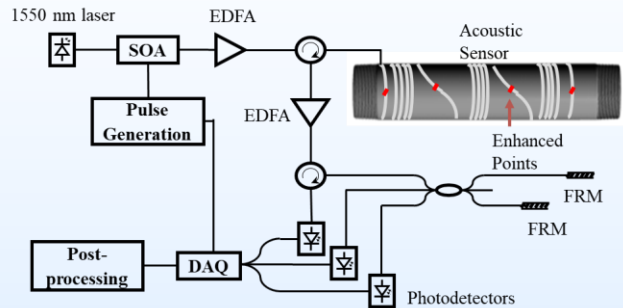 1550 nm laser
EDFA
SOA
Acoustic
Sensor
Pulse
Generation
EDFA
Enhanced
Points
FRM
FRM
Post-
processing
DAQ
Photodetectors